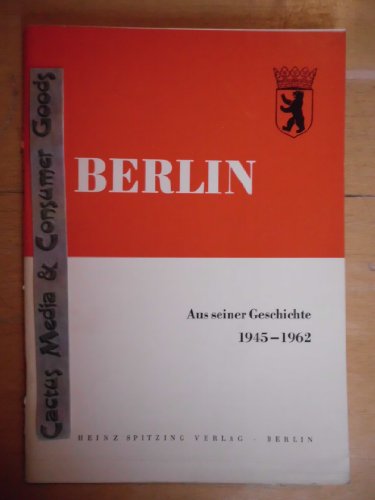 Cactus Media & Consumer Goods
BERLIN
Aus seiner Geschichte
1945–1962
HEINZ SPITZING VERLAG · BERLIN